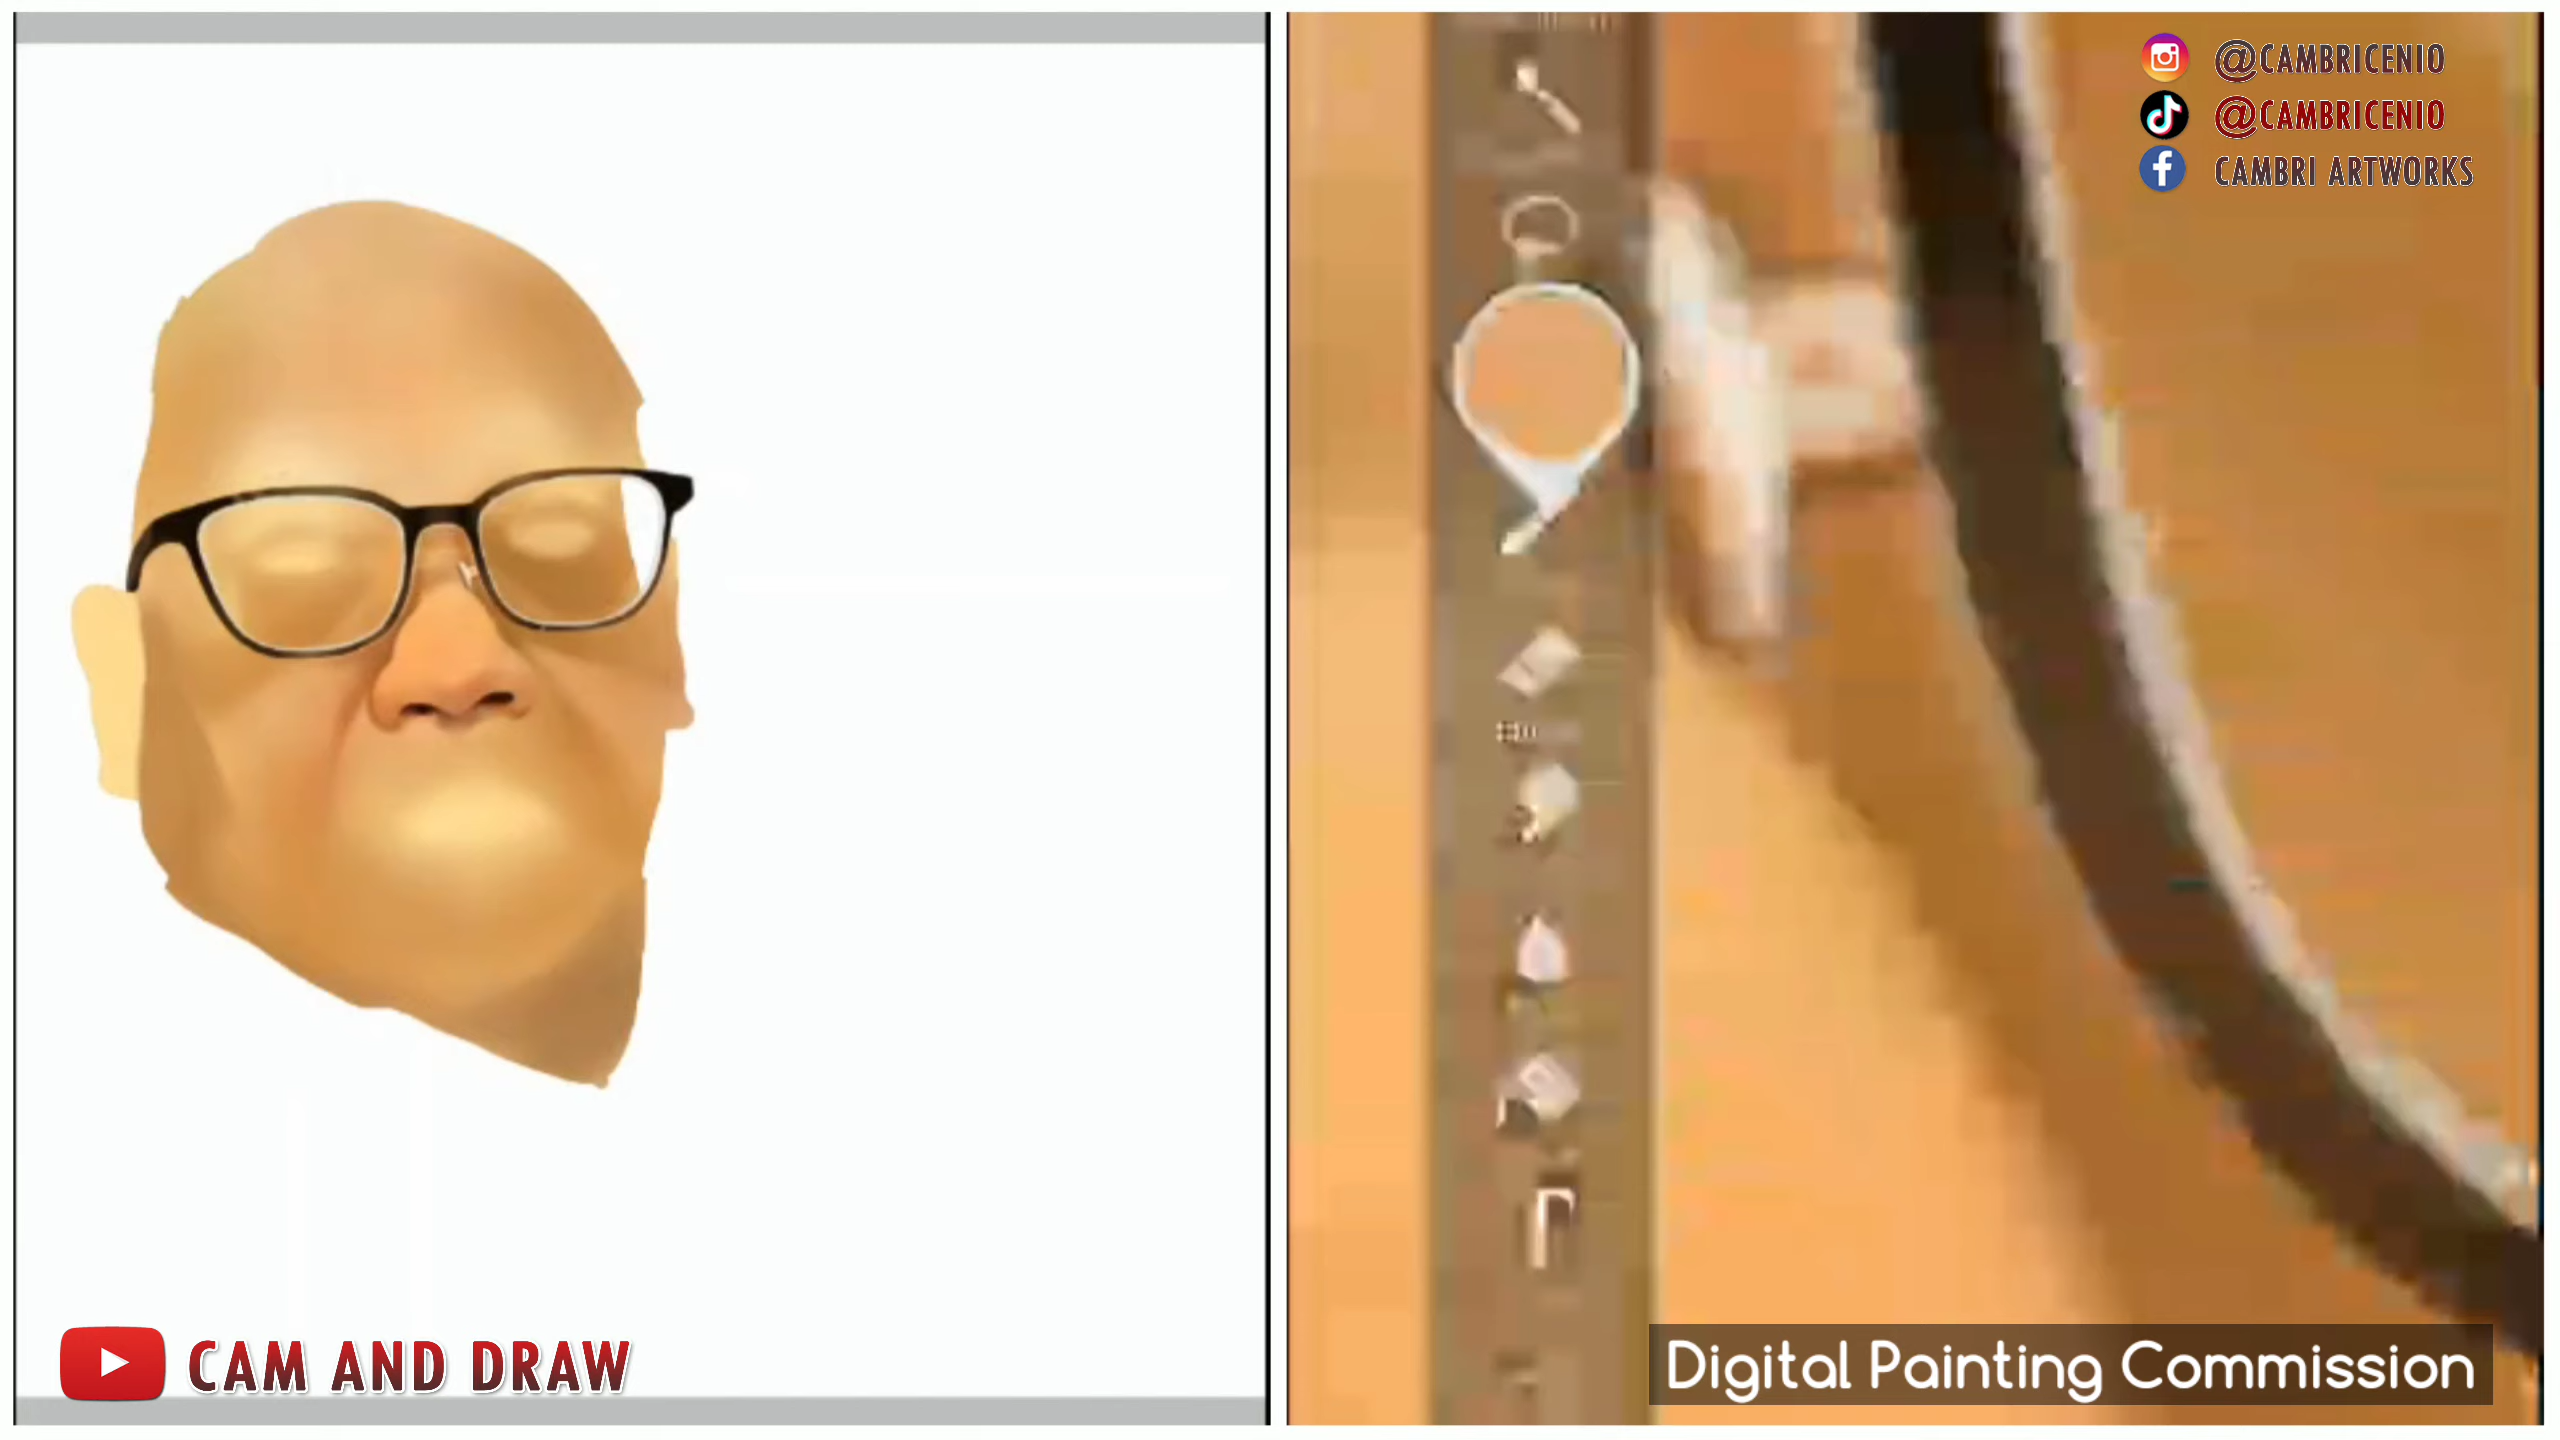 @CAMBRICENIO
@CAMBRICENIO
CAMBRI ARTWORKS
CAM AND DRAW
Digital Painting Commission